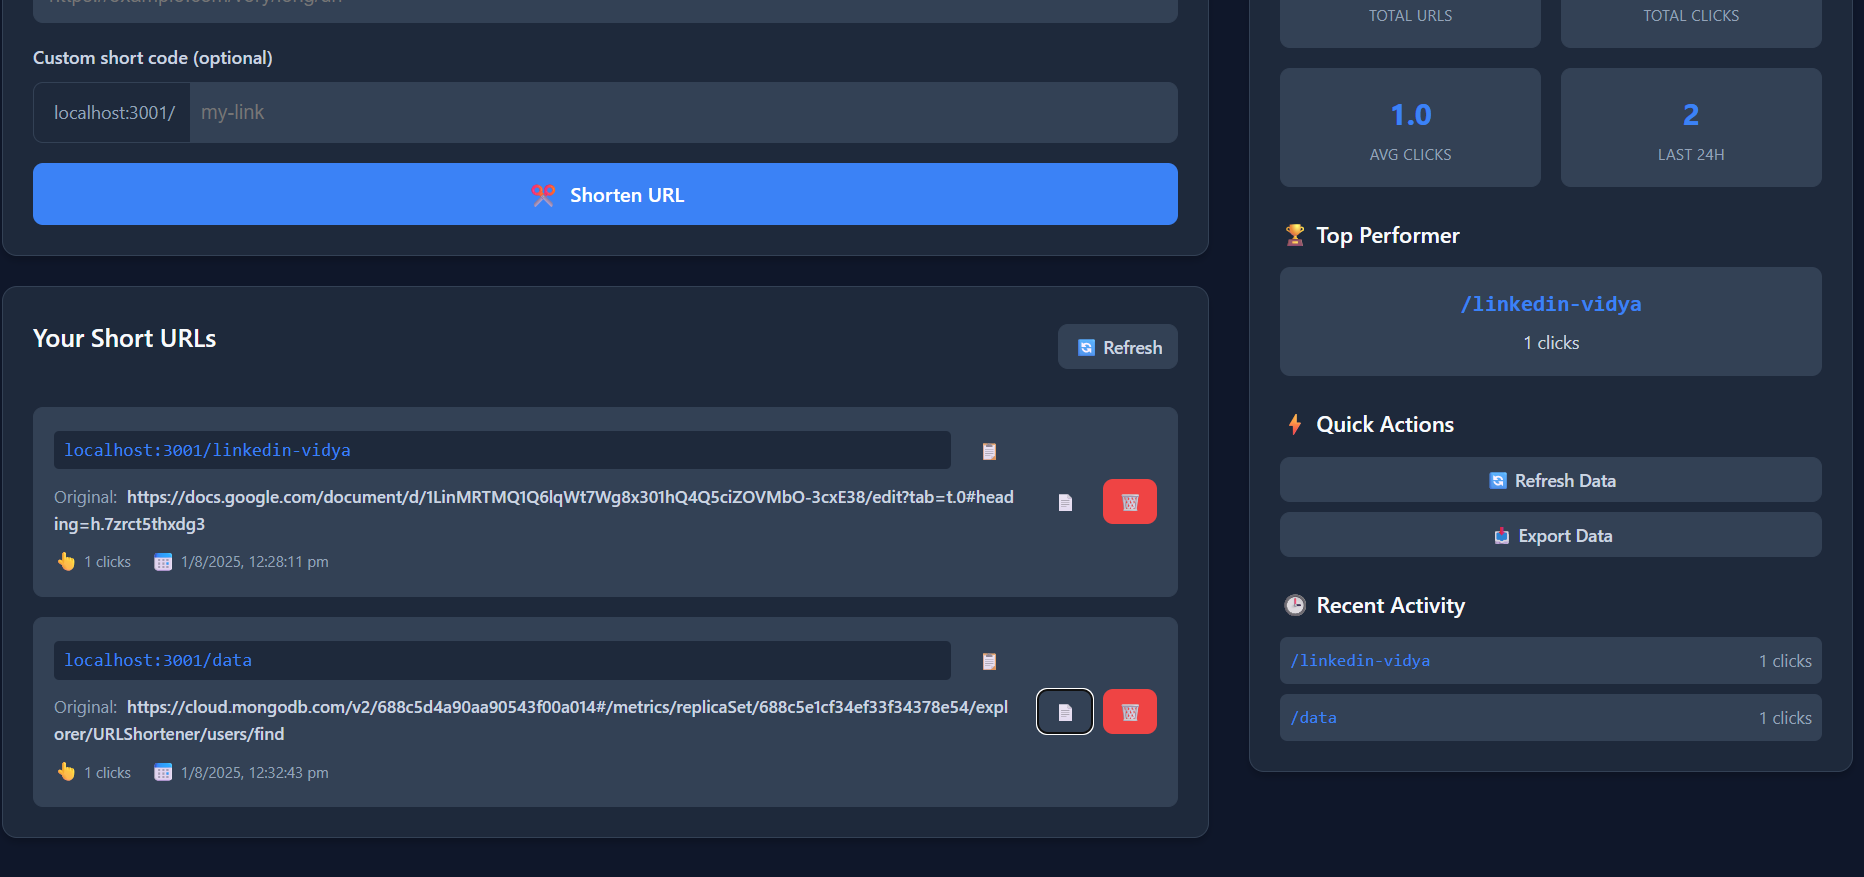 Custom short code (optional)
localhost:3001/
my-link
Shorten URL
Your Short URLs
Refresh
localhost:3001/linkedin-vidya
Original: https://docs.google.com/document/d/1LinMRTMQ1Q6lqWt7Wg8x301hQ4Q5ciZOVMbO-3cxE38/edit?tab=t.0#head
ing=h.7zrct5thxdg3
1 clicks 1/8/2025, 12:28:11 pm
localhost:3001/data
Original: https://cloud.mongodb.com/v2/688c5d4a90aa90543f00a014#/metrics/replicaSet/688c5e1cf34ef33f34378e54/expl
orer/URLShortener/users/find
1 clicks 1/8/2025, 12:32:43 pm
TOTAL URLS
TOTAL CLICKS
1.0
AVG CLICKS
2
LAST 24H
Top Performer
/linkedin-vidya
1 clicks
Quick Actions
Refresh Data
Export Data
Recent Activity
/linkedin-vidya 1 clicks
/data 1 clicks